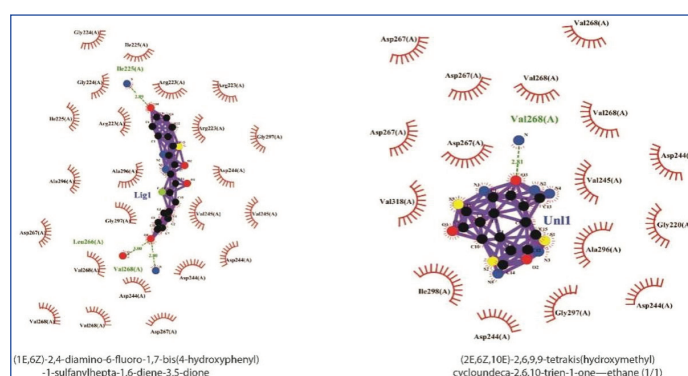 Gly224(A)
Ile225(A)
Ile225(A)
Gly224(A)
Arg223(A)
Arg223(A)
Ile225(A)
Arg223(A)
Arg223(A)
Gly297(A)
Ala296(A)
Asp244(A)
Lig1
Gly297(A)
Val245(A)
Val245(A)
Asp267(A)
Leu266(A)
Val268(A)
Val268(A)
Asp244(A)
Asp244(A)
Asp244(A)
Val268(A)
Val268(A)
Asp267(A)
(1E,6Z)-2,4-diamino-6-fluoro-1,7-bis(4-hydroxyphenyl)
-1-sulfanylhepta-1,6-diene-3,5-dione
Val268(A)
Asp267(A)
Asp267(A)
Val268(A)
Val268(A)
Val268(A)
Asp267(A)
Asp267(A)
Asp244(A)
2.81
Val318(A)
Val245(A)
Unl1
Gly220(A)
Ala296(A)
Ile298(A)
Asp244(A)
Gly297(A)
Asp244(A)
(2E,6Z,10E)-2,6,9,9-tetrakis(hydroxymethyl)
cycloundeca-2,6,10-trien-1-one—ethane (1/1)